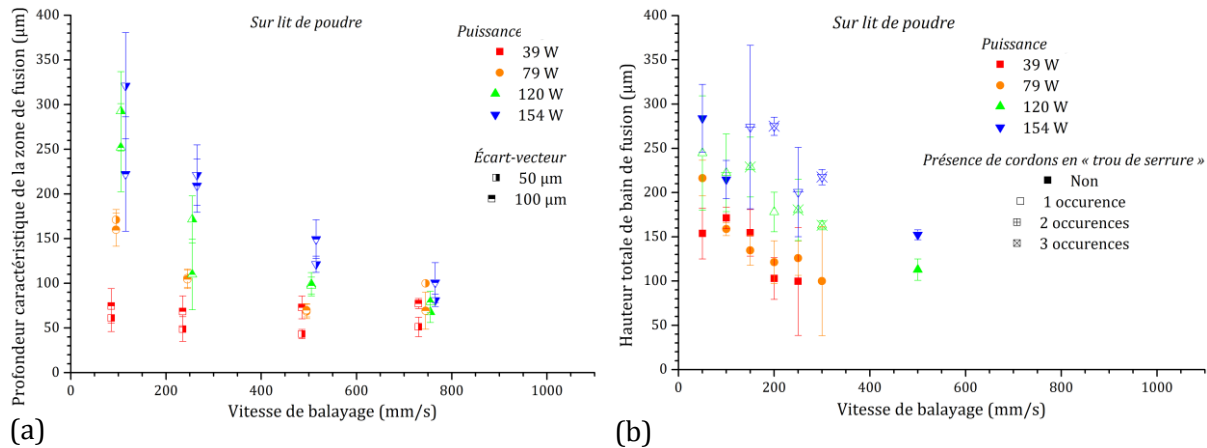 Sur lit de poudre
Puissance
39 W
79 W
120 W
154 W
Écart-vecteur
50 µm
100 µm
Profondeur caractéristique de la zone de fusion (µm)
400
350
300
250
200
150
100
50
0
0 200 400 600 800 1000
Vitesse de balayage (mm/s)
(a)
Sur lit de poudre
Puissance
39 W
79 W
120 W
154 W
Présence de cordons en « trou de serrure »
Non
1 occurence
2 occurences
3 occurences
Hauteur totale de bain de fusion (µm)
400
350
300
250
200
150
100
50
0
0 200 400 600 800 1000
Vitesse de balayage (mm/s)
(b)